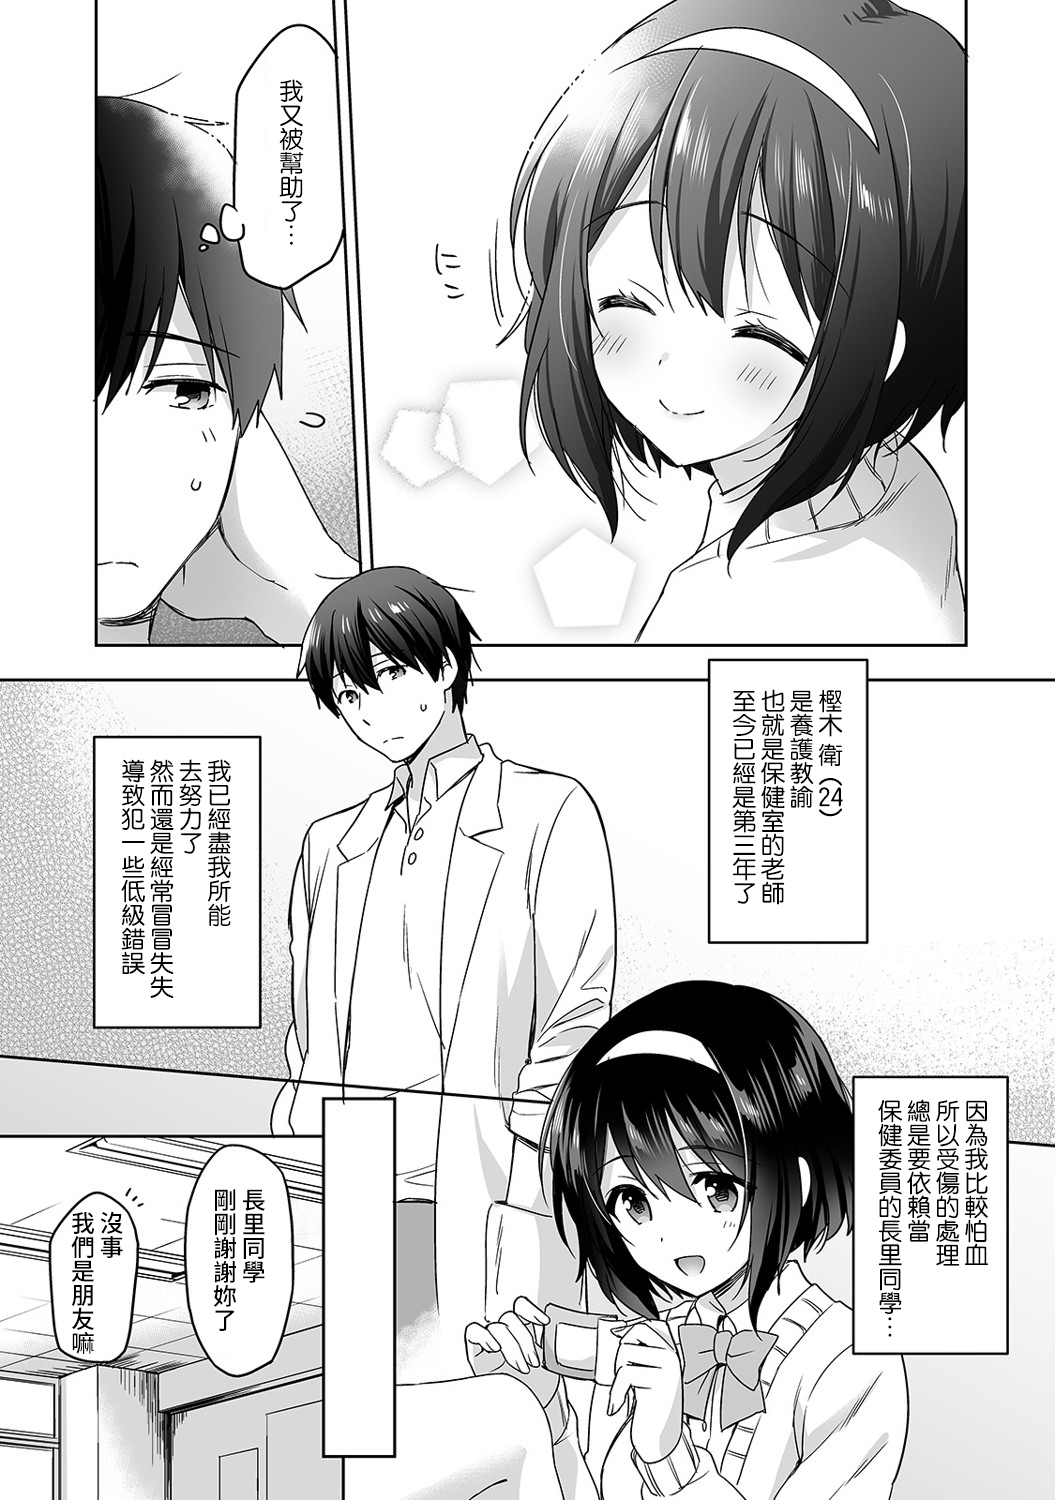 我又被幫助了…
樫木 衛（24）
是養護教諭
也就是保健室的老師
至今已經是第三年了
我已經盡我所能
去努力了
然而還是經常冒冒失失
導致犯一些低級錯誤
因為我比較怕血
所以受傷的處理
總是要依賴當
保健委員的長里同學…
長里同學
剛剛謝謝妳了
沒事
我們是朋友嘛